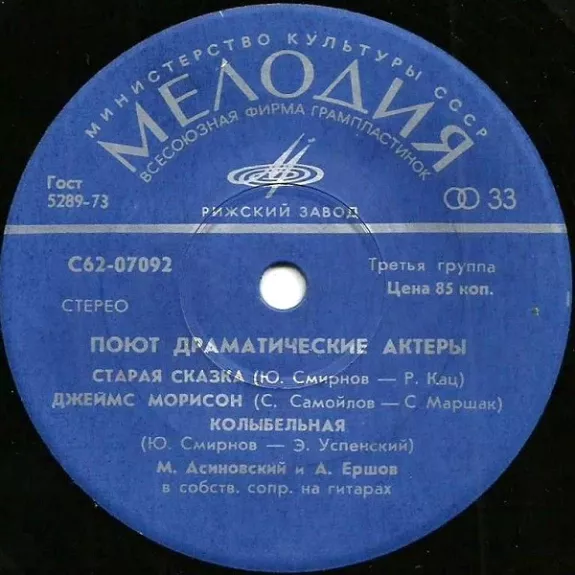 МИНИСТЕРСТВО КУЛЬТУРЫ СССР
МЕЛОДИЯ
ВСЕСОЮЗНАЯ ФИРМА ГРАМПЛАСТИНОК
Гост
5289-73
33
РИЖСКИЙ ЗАВОД
С62-07092
Третья группа
Цена 85 коп.
СТЕРЕО
ПОЮТ ДРАМАТИЧЕСКИЕ АКТЕРЫ
СТАРАЯ СКАЗКА (Ю. Смирнов — Р. Кац)
ДЖЕЙМС МОРИСОН (С. Самойлов — С Маршак)
КОЛЫБЕЛЬНАЯ
(Ю. Смирнов — Э. Успенский)
М. Асиновский и А. Ершов
в собств. сопр. на гитарах